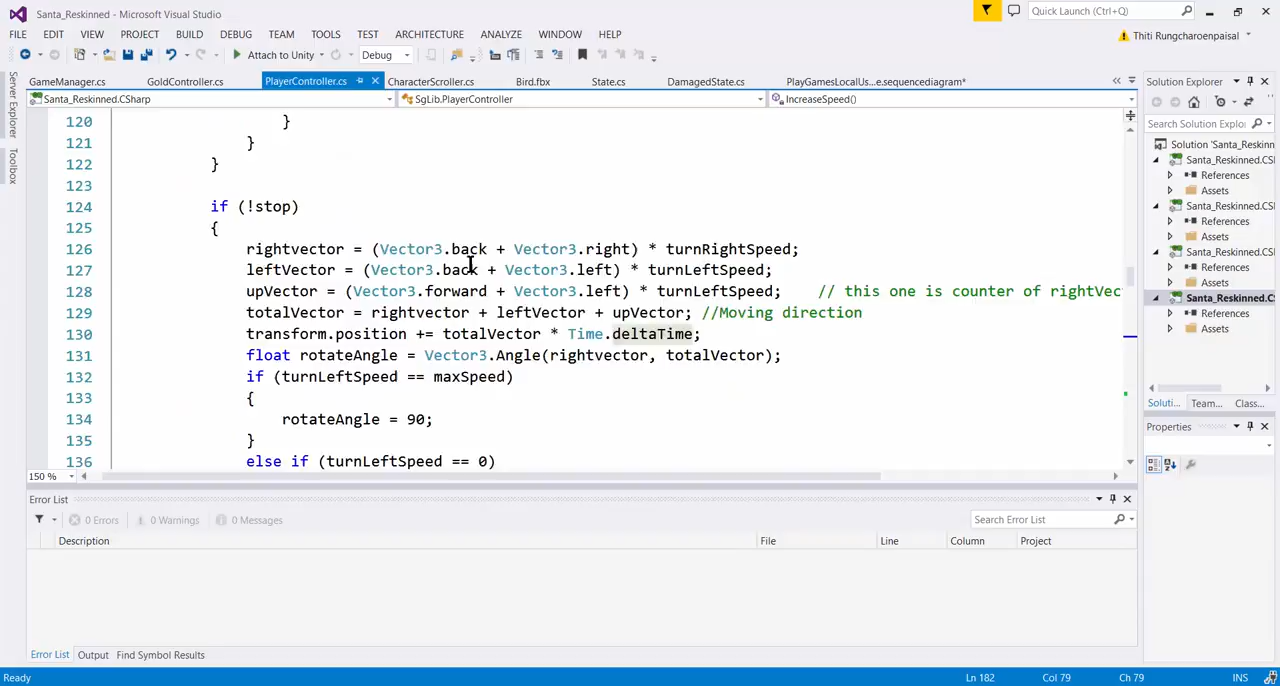 Santa_Reskinned - Microsoft Visual Studio
Quick Launch (Ctrl+Q)
FILE EDIT VIEW PROJECT BUILD DEBUG TEAM TOOLS TEST ARCHITECTURE ANALYZE WINDOW HELP
Thiti Rungcharoenpaisal
Attach to Unity Debug
Server Explorer
Toolbox
GameManager.cs GoldController.cs PlayerController.cs CharacterScroller.cs Bird.fbx State.cs DamagedState.cs PlayGamesLocalUs...e.sequencediagram*
Santa_Reskinned.CSharp SgLib.PlayerController IncreaseSpeed()
120 }
121 }
122 }
123
124 if (!stop)
125 {
126 rightvector = (Vector3.back + Vector3.right) * turnRightSpeed;
127 leftVector = (Vector3.back + Vector3.left) * turnLeftSpeed;
128 upVector = (Vector3.forward + Vector3.left) * turnLeftSpeed; // this one is counter of rightVec
129 totalVector = rightvector + leftVector + upVector; //Moving direction
130 transform.position += totalVector * Time.deltaTime;
131 float rotateAngle = Vector3.Angle(rightvector, totalVector);
132 if (turnLeftSpeed == maxSpeed)
133 {
134 rotateAngle = 90;
135 }
136 else if (turnLeftSpeed == 0)
150 %
Solution Explorer
Search Solution Explo
Solution 'Santa_Reskinn
Santa_Reskinned.CSI
References
Assets
Santa_Reskinned.CSI
References
Assets
Santa_Reskinned.CSI
References
Assets
Santa_Reskinned.CS
References
Assets
Soluti... Team... Class...
Properties
Error List
0 Errors 0 Warnings 0 Messages
Search Error List
Description File Line Column Project
Error List Output Find Symbol Results
Ready Ln 182 Col 79 Ch 79 INS